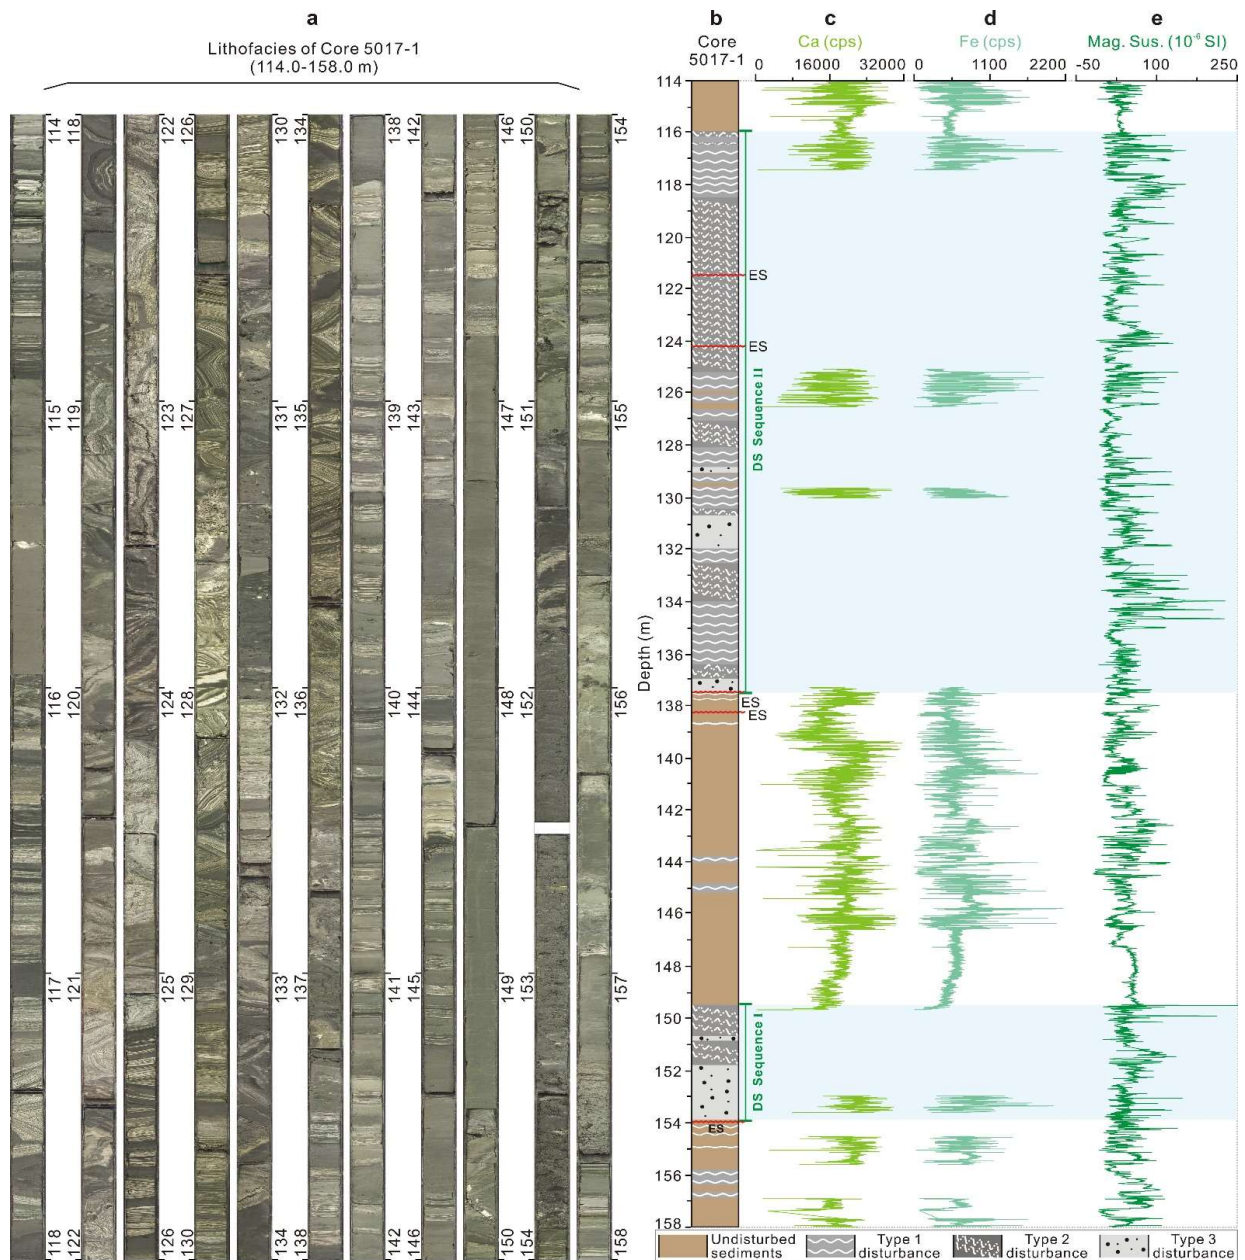 a
Lithofacies of Core 5017-1
(114.0-158.0 m)
114
115
116
117
118
118
119
120
121
122
122
123
124
125
126
126
127
128
129
130
130
131
132
133
134
134
135
136
137
138
138
139
140
141
142
142
143
144
145
146
146
147
148
149
150
150
151
152
153
154
154
155
156
157
158
b
Core
5017-1
c
Ca (cps)
0 16000 32000
d
Fe (cps)
0 1100 2200
e
Mag. Sus. (10⁻⁶ SI)
-50 100 250
Depth (m)
114
116
118
120
122
124
126
128
130
132
134
136
138
140
142
144
146
148
150
152
154
156
158
ES
ES
DS Sequence II
ES
ES
DS Sequence I
ES
Undisturbed
sediments
Type 1
disturbance
Type 2
disturbance
Type 3
disturbance